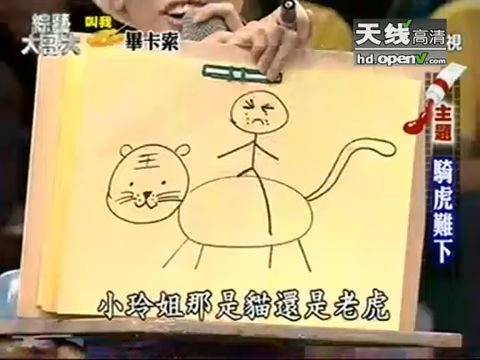 綜藝
大哥大
叫我
畢卡索
天线高清
hd.openv.com
視
主題
騎虎難下
王
小玲姐那是貓還是老虎